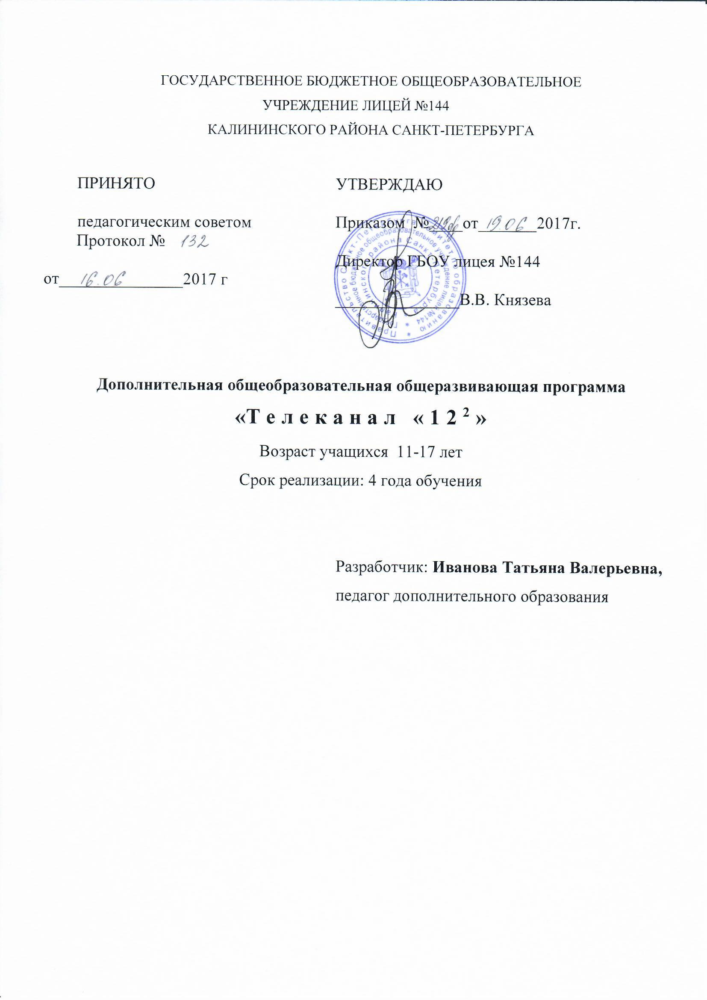 ГОСУДАРСТВЕННОЕ БЮДЖЕТНОЕ ОБЩЕОБРАЗОВАТЕЛЬНОЕ
УЧРЕЖДЕНИЕ ЛИЦЕЙ №144
КАЛИНИНСКОГО РАЙОНА САНКТ-ПЕТЕРБУРГА
ПРИНЯТО
педагогическим советом
Протокол № 132
от 16.06 2017 г
УТВЕРЖДАЮ
Приказом № от 19.06 2017г.
Директор ГБОУ лицея №144
В.В. Князева
Правительство Санкт-Петербурга Комитет по образованию
Государственное бюджетное общеобразовательное учреждение лицей №144
Калининского района Санкт-Петербурга
Дополнительная общеобразовательная общеразвивающая программа
«Т е л е к а н а л « 1 2 ² »
Возраст учащихся 11-17 лет
Срок реализации: 4 года обучения
Разработчик: Иванова Татьяна Валерьевна,
педагог дополнительного образования